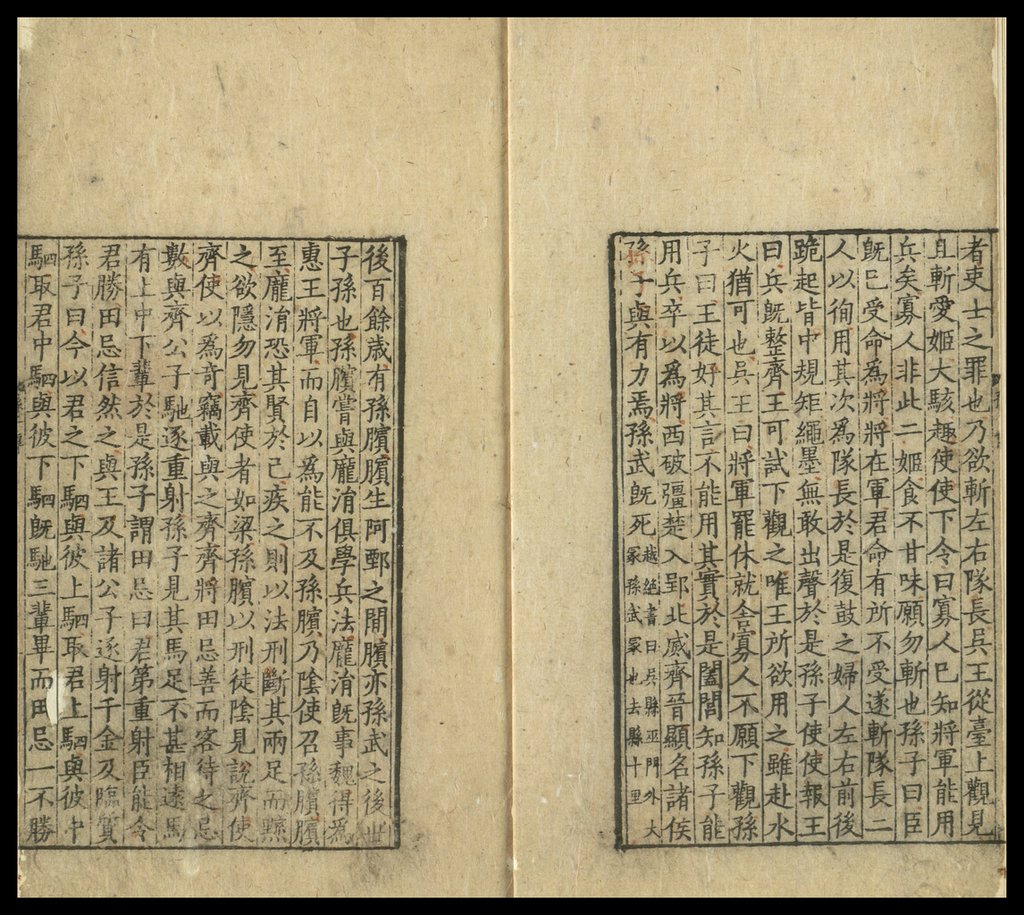 者吏士之罪也乃欲斬左右隊長吳王從臺上觀見
且斬愛姬大駭趣使使下令曰寡人已知將軍能用
兵矣寡人非此二姬食不甘味願勿斬也孫子曰臣
旣已受命爲將將在軍君命有所不受遂斬隊長二
人以徇用其次爲隊長於是復鼓之婦人左右前後
跪起皆中規矩繩墨無敢出聲於是孫子使使報王
曰兵旣整齊王可試下觀之唯王所欲用之雖赴水
火猶可也吳王曰將軍罷休就舍寡人不願下觀孫
子曰王徒好其言不能用其實於是闔閭知孫子能
用兵卒以爲將西破彊楚入郢北威齊晉顯名諸侯
孫子與有力焉孫武旣死
越絕書曰吳縣巫門外大
冢孫武冢也去縣十里
後百餘歲有孫臏臏生阿鄄之閒臏亦孫武之後世
子孫也孫臏嘗與龐涓俱學兵法龐涓旣事魏得爲
惠王將軍而自以爲能不及孫臏乃陰使召孫臏臏
至龐涓恐其賢於己疾之則以法刑斷其兩足而黥
之欲隱勿見齊使者如梁孫臏以刑徒陰見說齊使
齊使以爲奇竊載與之齊齊將田忌善而客待之忌
數與齊公子馳逐重射孫子見其馬足不甚相遠馬
有上中下輩於是孫子謂田忌曰君第重射臣能令
君勝田忌信然之與王及諸公子逐射千金及臨質
孫子曰今以君之下駟與彼上駟取君上駟與彼中
駟取君中駟與彼下駟旣馳三輩畢而田忌一不勝